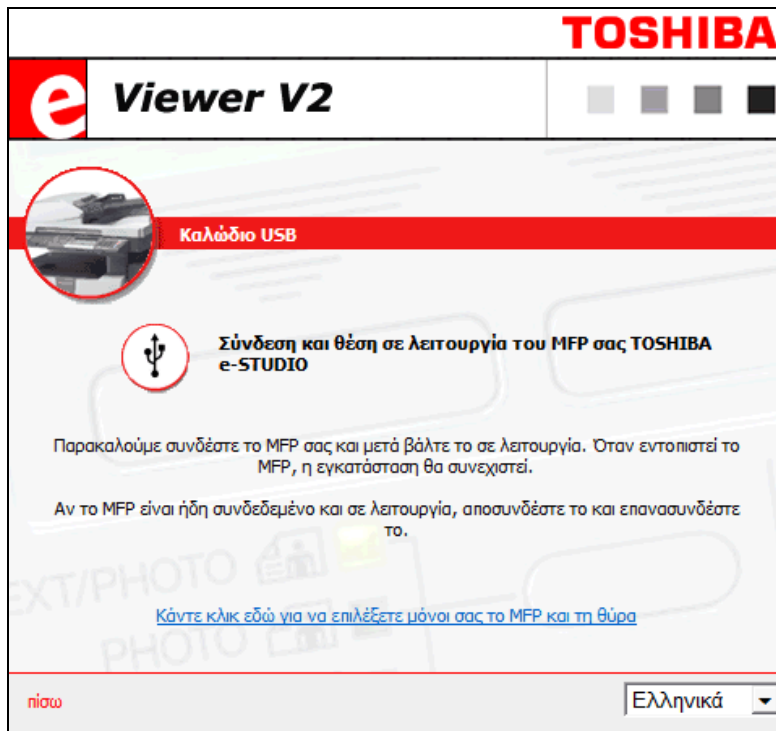 TOSHIBA
e Viewer V2
Καλώδιο USB
Σύνδεση και θέση σε λειτουργία του MFP σας TOSHIBA
e-STUDIO
Παρακαλούμε συνδέστε το MFP σας και μετά βάλτε το σε λειτουργία. Όταν εντοπιστεί το
MFP, η εγκατάσταση θα συνεχιστεί.
Αν το MFP είναι ήδη συνδεδεμένο και σε λειτουργία, αποσυνδέστε το και επανασυνδέστε
το.
EXT/PHOTO
PHOTO
Κάντε κλικ εδώ για να επιλέξετε μόνοι σας το MFP και τη θύρα
πίσω
Ελληνικά